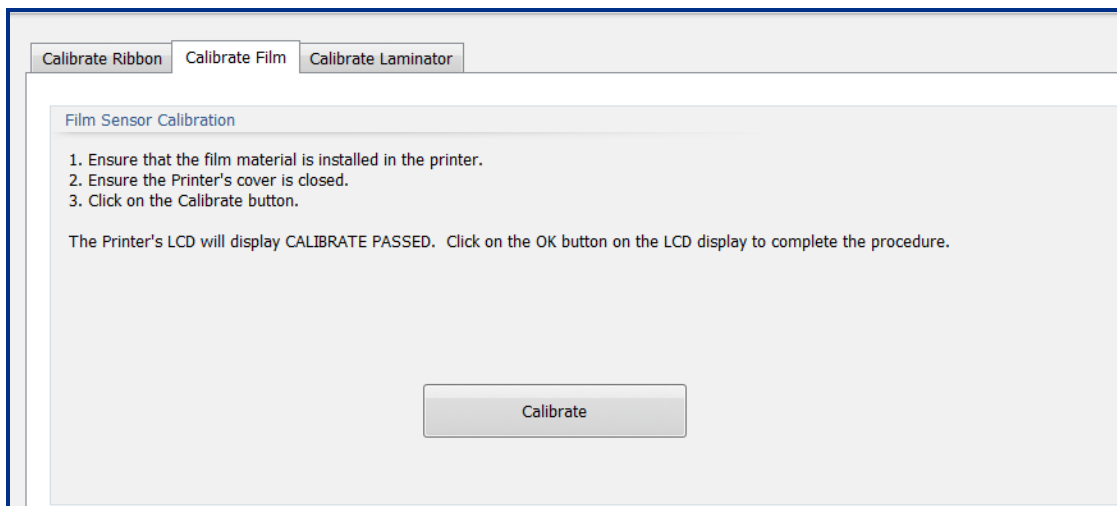 Calibrate Ribbon Calibrate Film Calibrate Laminator
Film Sensor Calibration
1. Ensure that the film material is installed in the printer.
2. Ensure the Printer's cover is closed.
3. Click on the Calibrate button.
The Printer's LCD will display CALIBRATE PASSED.  Click on the OK button on the LCD display to complete the procedure.
Calibrate